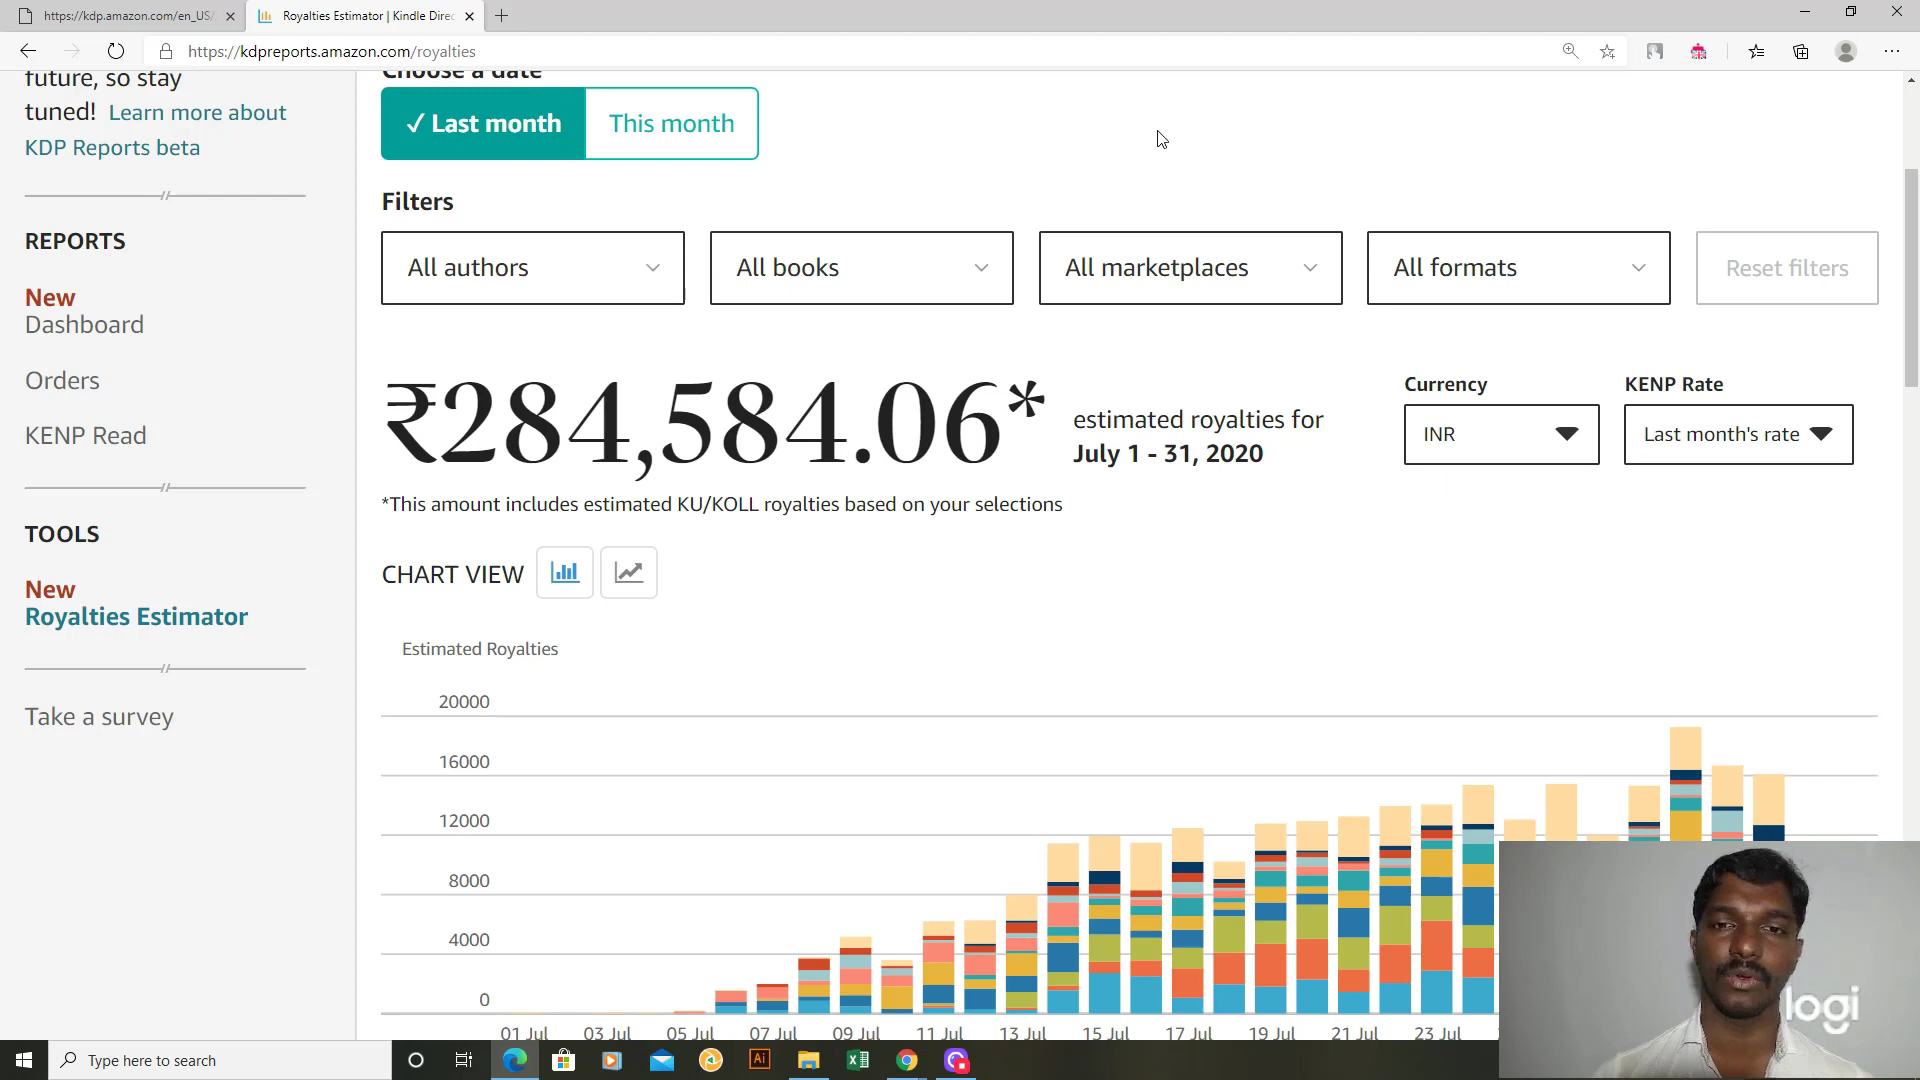 https://kdp.amazon.com/en_US/
Royalties Estimator | Kindle Direc
https://kdpreports.amazon.com/royalties
future, so stay
tuned! Learn more about
KDP Reports beta
REPORTS
New
Dashboard
Orders
KENP Read
TOOLS
New
Royalties Estimator
Take a survey
Choose a date
✓ Last month
This month
Filters
All authors
All books
All marketplaces
All formats
Reset filters
₹284,584.06*
estimated royalties for
July 1 - 31, 2020
Currency
INR
KENP Rate
Last month's rate
*This amount includes estimated KU/KOLL royalties based on your selections
CHART VIEW
Estimated Royalties
20000
16000
12000
8000
4000
0
01 Jul
03 Jul
05 Jul
07 Jul
09 Jul
11 Jul
13 Jul
15 Jul
17 Jul
19 Jul
21 Jul
23 Jul
logi
Type here to search
Ai